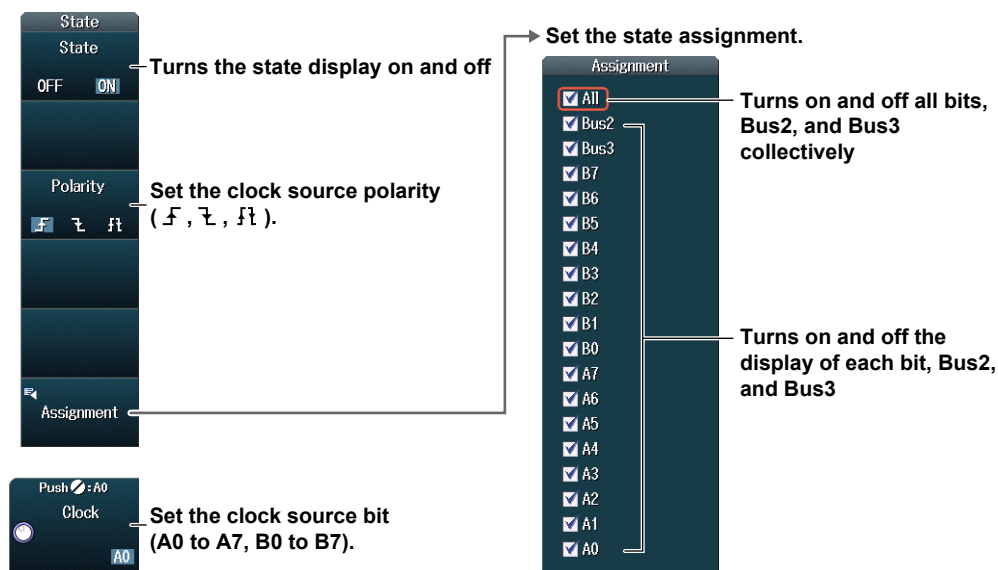 State
State
OFF ON
Turns the state display on and off
Polarity
Set the clock source polarity
( , , ).
Assignment
Push : A0
Clock
A0
Set the clock source bit
(A0 to A7, B0 to B7).
Set the state assignment.
Assignment
All
Bus2
Bus3
B7
B6
B5
B4
B3
B2
B1
B0
A7
A6
A5
A4
A3
A2
A1
A0
Turns on and off all bits,
Bus2, and Bus3
collectively
Turns on and off the
display of each bit, Bus2,
and Bus3